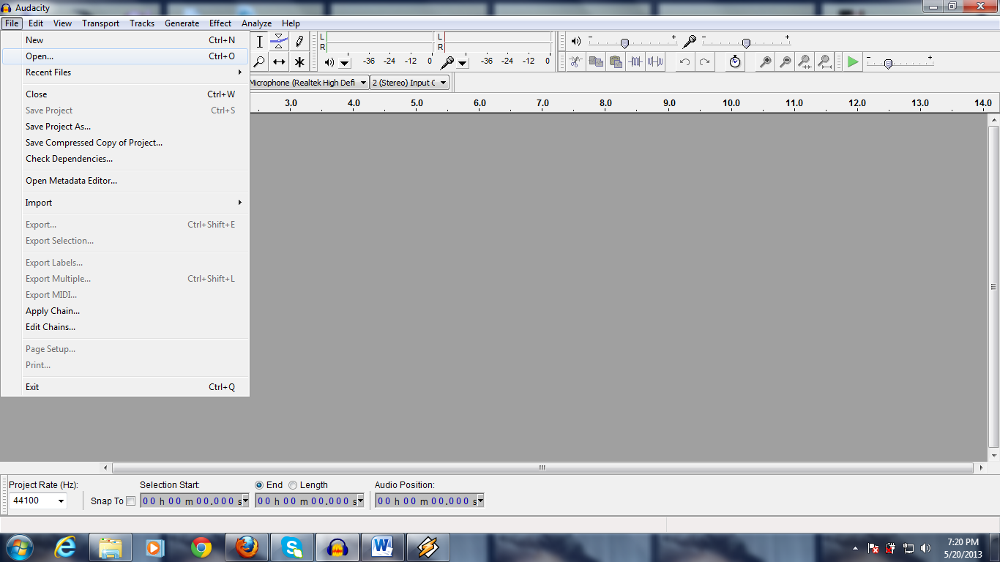 Audacity
File Edit View Transport Tracks Generate Effect Analyze Help
New Ctrl+N
Open... Ctrl+O
Recent Files
Close Ctrl+W
Save Project Ctrl+S
Save Project As...
Save Compressed Copy of Project...
Check Dependencies...
Open Metadata Editor...
Import
Export... Ctrl+Shift+E
Export Selection...
Export Labels...
Export Multiple... Ctrl+Shift+L
Export MIDI...
Apply Chain...
Edit Chains...
Page Setup...
Print...
Exit Ctrl+Q
L L
R R
-36 -24 -12 0 -36 -24 -12 0
Microphone (Realtek High Defi 2 (Stereo) Input C
3.0 4.0 5.0 6.0 7.0 8.0 9.0 10.0 11.0 12.0 13.0 14.0
Project Rate (Hz): Selection Start: End Length Audio Position:
44100 Snap To 00 h 00 m 00.000 s 00 h 00 m 00.000 s 00 h 00 m 00.000 s
7:20 PM
5/20/2013